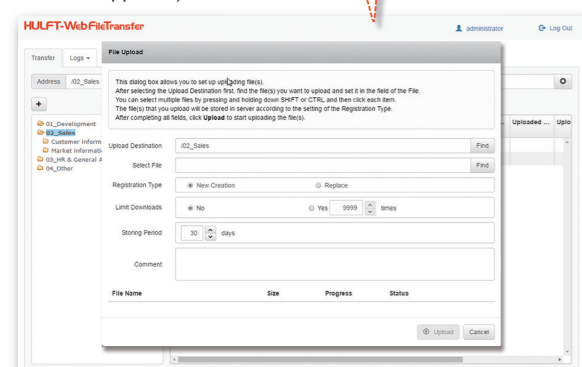 HULFT-WebFileTransfer
administrator
Log Out
Transfer
Logs
Address
/02_Sales
File Upload
This dialog box allows you to set up uploading file(s).
After selecting the Upload Destination first, find the file(s) you want to upload and set it in the field of the File.
You can select multiple files by pressing and holding down SHIFT or CTRL, and then click each item.
The file(s) that you upload will be stored in server according to the setting of the Registration Type.
After completing all fields, click Upload to start uploading the file(s).
01_Development
02_Sales
Customer inform
Market informati
03_HR & General A
04_Other
Uploaded ... Uplo
Upload Destination /02_Sales Find
Select File Find
Registration Type New Creation Replace
Limit Downloads No Yes 9999 times
Storing Period 30 days
Comment
File Name Size Progress Status
Upload Cancel